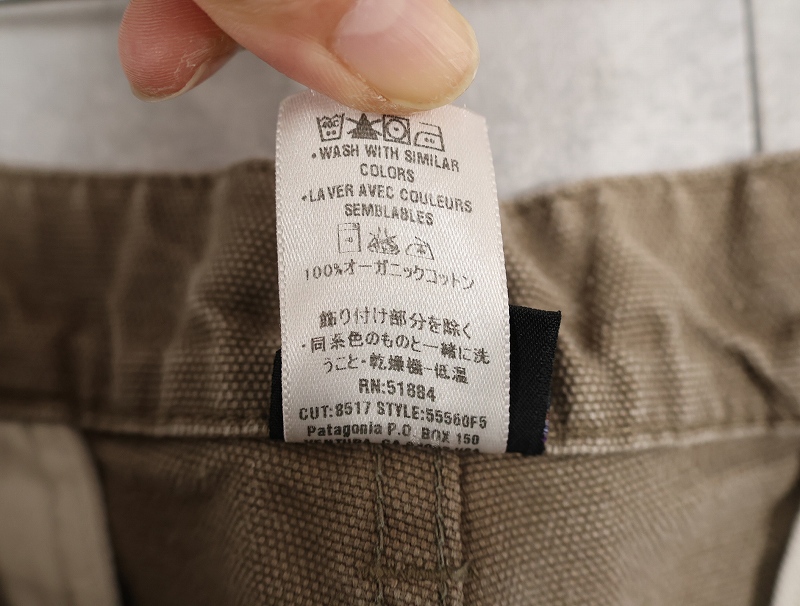 40C
•WASH WITH SIMILAR
COLORS
•LAVER AVEC COULEURS
SEMBLABLES
100%オーガニックコットン
飾り付け部分を除く
・同系色のものと一緒に洗
うこと・乾燥機-低温
RN:51884
CUT:8517 STYLE:55560F5
Patagonia P.O. BOX 150
VENTURA